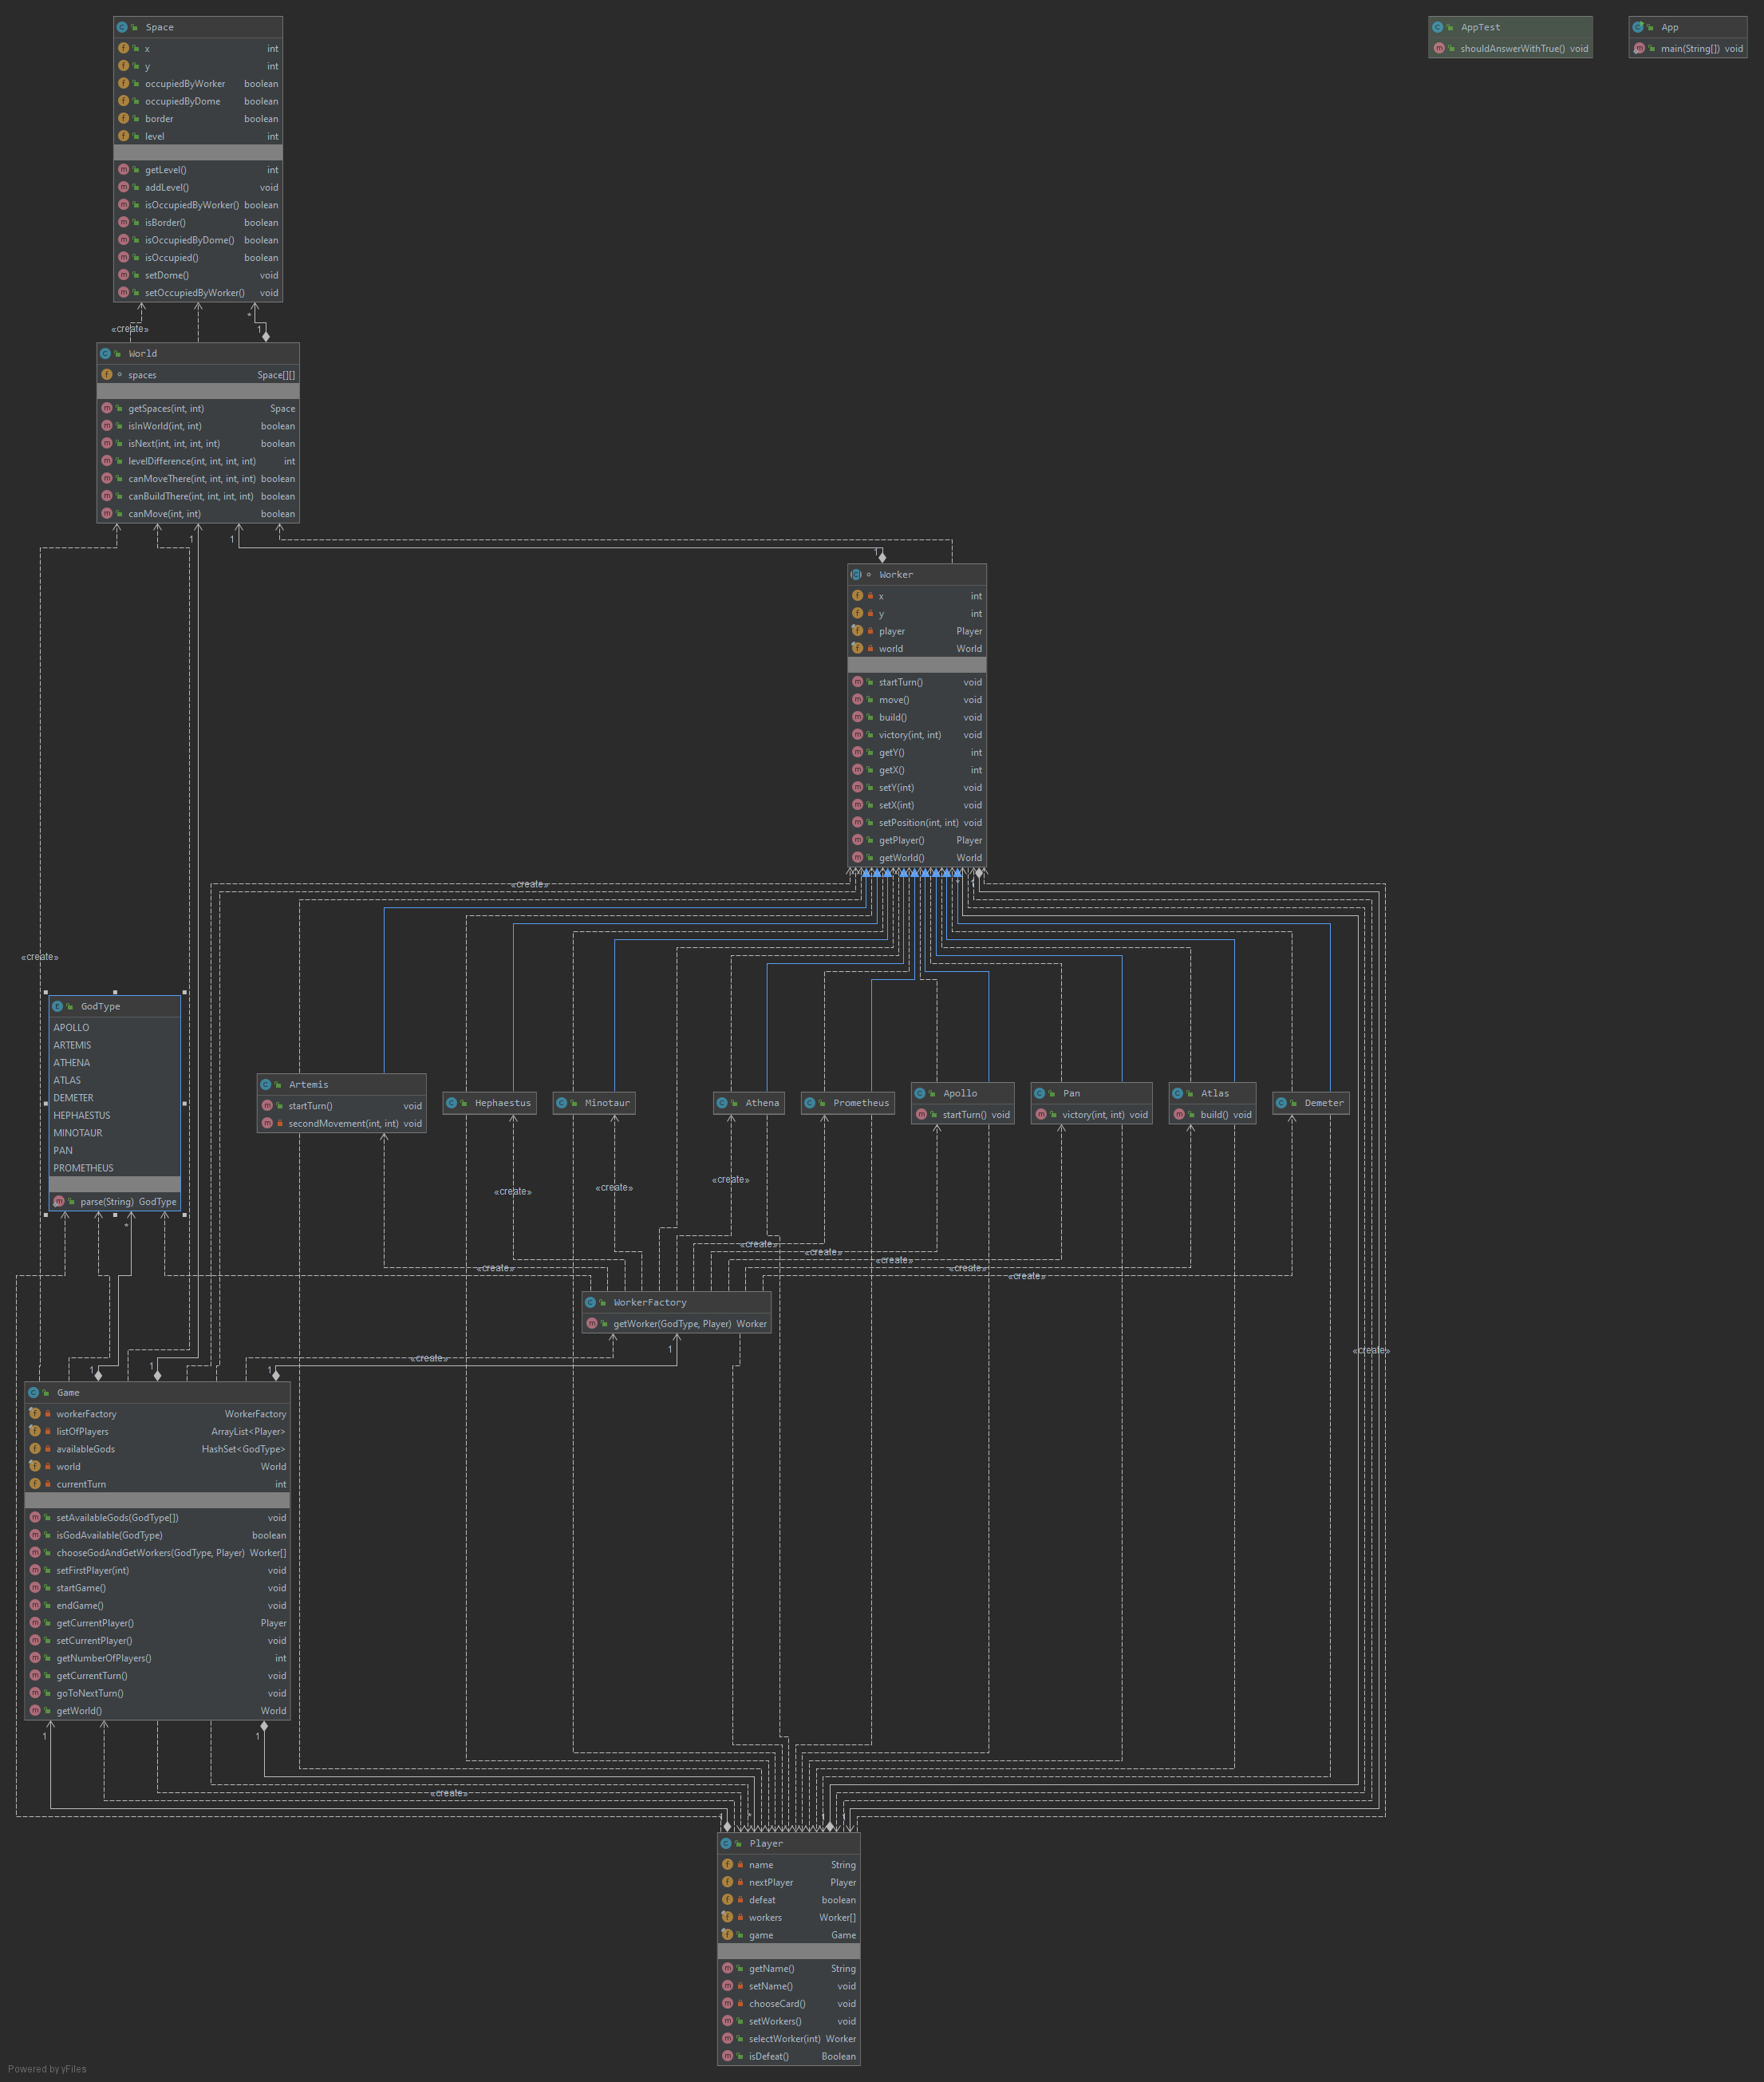 Space
x int
y int
occupiedByWorker boolean
occupiedByDome boolean
border boolean
level int
getLevel() int
addLevel() void
isOccupiedByWorker() boolean
isBorder() boolean
isOccupiedByDome() boolean
isOccupied() boolean
setDome() void
setOccupiedByWorker() void
AppTest
shouldAnswerWithTrue() void
App
main(String[]) void
«create»
*
1
World
spaces Space[][]
getSpaces(int, int) Space
isInWorld(int, int) boolean
isNext(int, int, int, int) boolean
levelDifference(int, int, int, int) int
canMoveThere(int, int, int, int) boolean
canBuildThere(int, int, int, int) boolean
canMove(int, int) boolean
1
1
1
Worker
x int
y int
player Player
world World
startTurn() void
move() void
build() void
victory(int, int) void
getY() int
getX() int
setY(int) void
setX(int) void
setPosition(int, int) void
getPlayer() Player
getWorld() World
«create»
«create»
GodType
APOLLO
ARTEMIS
ATHENA
ATLAS
DEMETER
HEPHAESTUS
MINOTAUR
PAN
PROMETHEUS
parse(String) GodType
*
Artemis
startTurn() void
secondMovement(int, int) void
Hephaestus
Minotaur
Athena
Prometheus
Apollo
startTurn() void
Pan
victory(int, int) void
Atlas
build() void
Demeter
«create»
«create»
«create»
«create»
«create»
«create»
«create»
«create»
«create»
WorkerFactory
getWorker(GodType, Player) Worker
1
«create»
«create»
1
1
1
Game
workerFactory WorkerFactory
listOfPlayers ArrayList<Player>
availableGods HashSet<GodType>
world World
currentTurn int
setAvailableGods(GodType[]) void
isGodAvailable(GodType) boolean
chooseGodAndGetWorkers(GodType, Player) Worker[]
setFirstPlayer(int) void
startGame() void
endGame() void
getCurrentPlayer() Player
setCurrentPlayer() void
getNumberOfPlayers() int
getCurrentTurn() void
goToNextTurn() void
getWorld() World
1
1
«create»
Player
name String
nextPlayer Player
defeat boolean
workers Worker[]
game Game
getName() String
setName() void
chooseCard() void
setWorkers() void
selectWorker(int) Worker
isDefeat() Boolean
Powered by yFiles